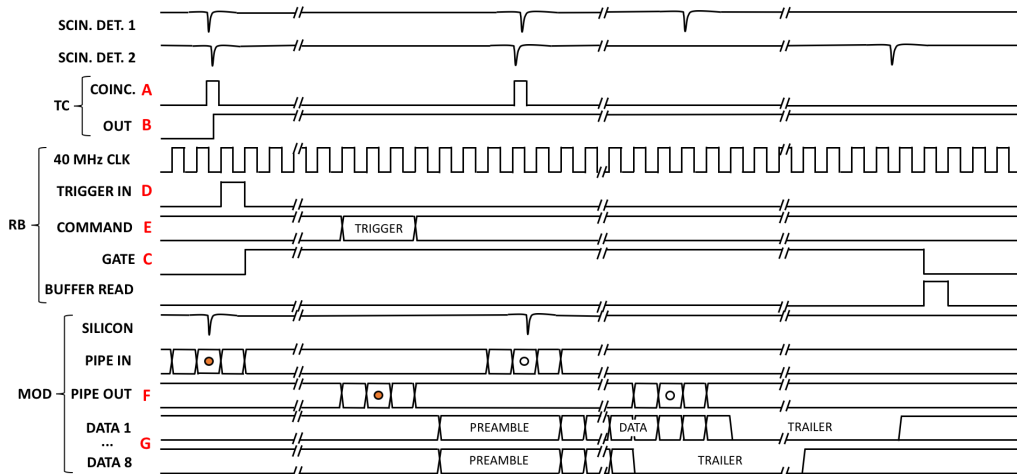 SCIN. DET. 1
SCIN. DET. 2
COINC. A
TC
OUT B
40 MHz CLK
TRIGGER IN D
RB
COMMAND E TRIGGER
GATE C
BUFFER READ
SILICON
PIPE IN
MOD PIPE OUT F
DATA 1 PREAMBLE DATA TRAILER
... G
DATA 8 PREAMBLE TRAILER